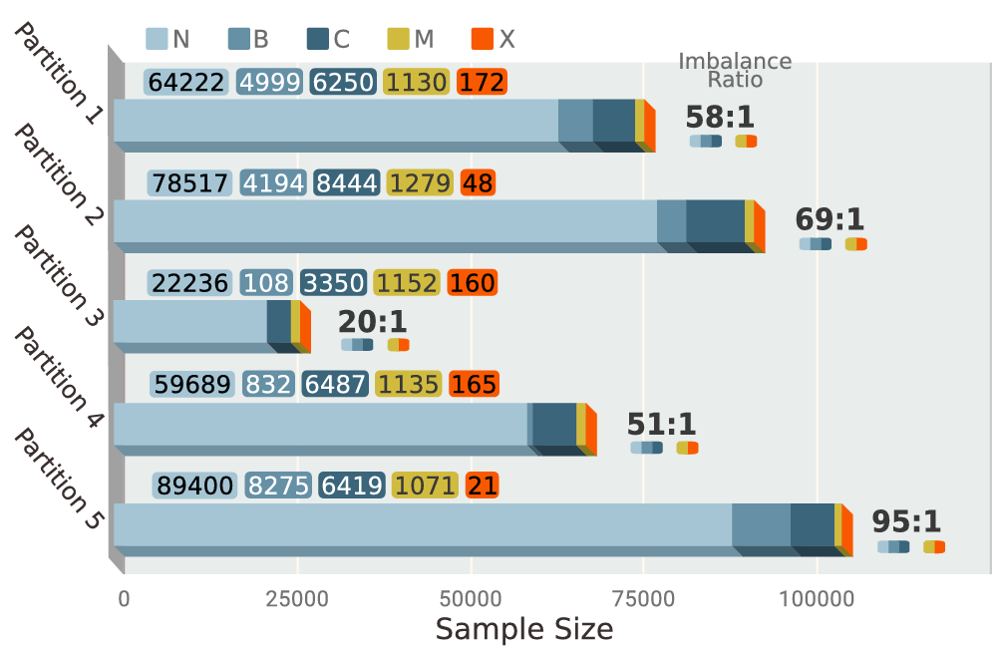 N B C M X
Imbalance
Ratio
Partition 1
64222 4999 6250 1130 172
58:1
Partition 2
78517 4194 8444 1279 48
69:1
Partition 3
22236 108 3350 1152 160
20:1
Partition 4
59689 832 6487 1135 165
51:1
Partition 5
89400 8275 6419 1071 21
95:1
0 25000 50000 75000 100000
Sample Size